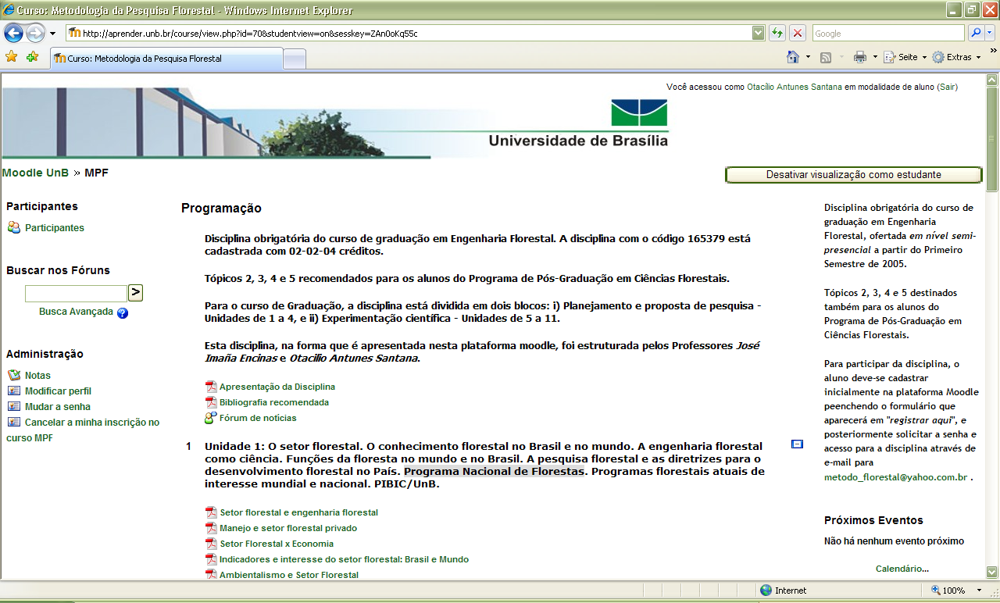 Curso: Metodologia da Pesquisa Florestal - Windows Internet Explorer
http://aprender.unb.br/course/view.php?id=70&studentview=on&sesskey=ZAn0oKq55c
Google
Curso: Metodologia da Pesquisa Florestal
Seite
Extras
Você acessou como Otacílio Antunes Santana em modalidade de aluno (Sair)
Universidade de Brasília
Moodle UnB » MPF
Desativar visualização como estudante
Participantes
Participantes
Buscar nos Fóruns
>
Busca Avançada ?
Administração
Notas
Modificar perfil
Mudar a senha
Cancelar a minha inscrição no
curso MPF
Programação
Disciplina obrigatória do curso de graduação em Engenharia Florestal. A disciplina com o código 165379 está
cadastrada com 02-02-04 créditos.
Tópicos 2, 3, 4 e 5 recomendados para os alunos do Programa de Pós-Graduação em Ciências Florestais.
Para o curso de Graduação, a disciplina está dividida em dois blocos: i) Planejamento e proposta de pesquisa -
Unidades de 1 a 4, e ii) Experimentação científica - Unidades de 5 a 11.
Esta disciplina, na forma que é apresentada nesta plataforma moodle, foi estruturada pelos Professores José
Imaña Encinas e Otacílio Antunes Santana.
Apresentação da Disciplina
Bibliografia recomendada
Fórum de notícias
1 Unidade 1: O setor florestal. O conhecimento florestal no Brasil e no mundo. A engenharia florestal
como ciência. Funções da floresta no mundo e no Brasil. A pesquisa florestal e as diretrizes para o
desenvolvimento florestal no País. Programa Nacional de Florestas. Programas florestais atuais de
interesse mundial e nacional. PIBIC/UnB.
Setor florestal e engenharia florestal
Manejo e setor florestal privado
Setor Florestal x Economia
Indicadores e interesse do setor florestal: Brasil e Mundo
Ambientalismo e Setor Florestal
Disciplina obrigatória do curso de
graduação em Engenharia
Florestal, ofertada em nível semi-
presencial a partir do Primeiro
Semestre de 2005.
Tópicos 2, 3, 4 e 5 destinados
também para os alunos do
Programa de Pós-Graduação em
Ciências Florestais.
Para participar da disciplina, o
aluno deve-se cadastrar
inicialmente na plataforma Moodle
peenchendo o formulário que
aparecerá em "registrar aqui", e
posteriormente solicitar a senha e
acesso para a disciplina através de
e-mail para
metodo_florestal@yahoo.com.br .
Próximos Eventos
Não há nenhum evento próximo
Calendário...
Internet
100%